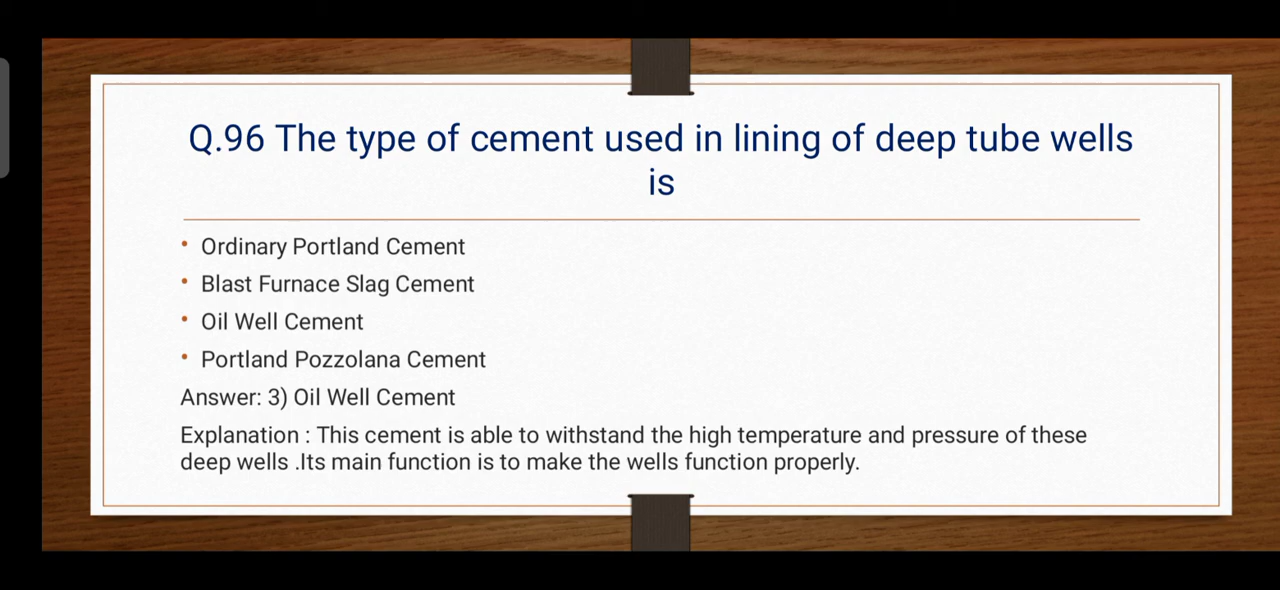 Q.96 The type of cement used in lining of deep tube wells
is
• Ordinary Portland Cement
• Blast Furnace Slag Cement
• Oil Well Cement
• Portland Pozzolana Cement
Answer: 3) Oil Well Cement
Explanation : This cement is able to withstand the high temperature and pressure of these
deep wells .Its main function is to make the wells function properly.